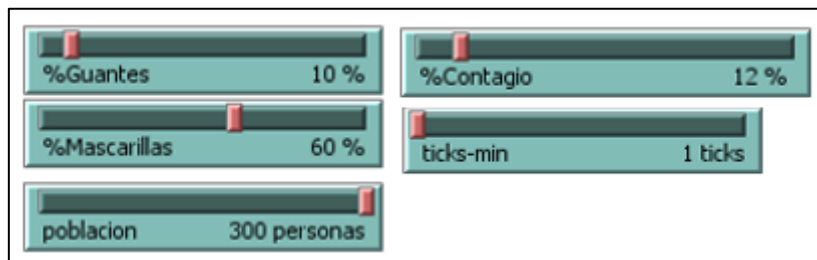 %Guantes 10 %
%Contagio 12 %
%Mascarillas 60 %
ticks-min 1 ticks
poblacion 300 personas